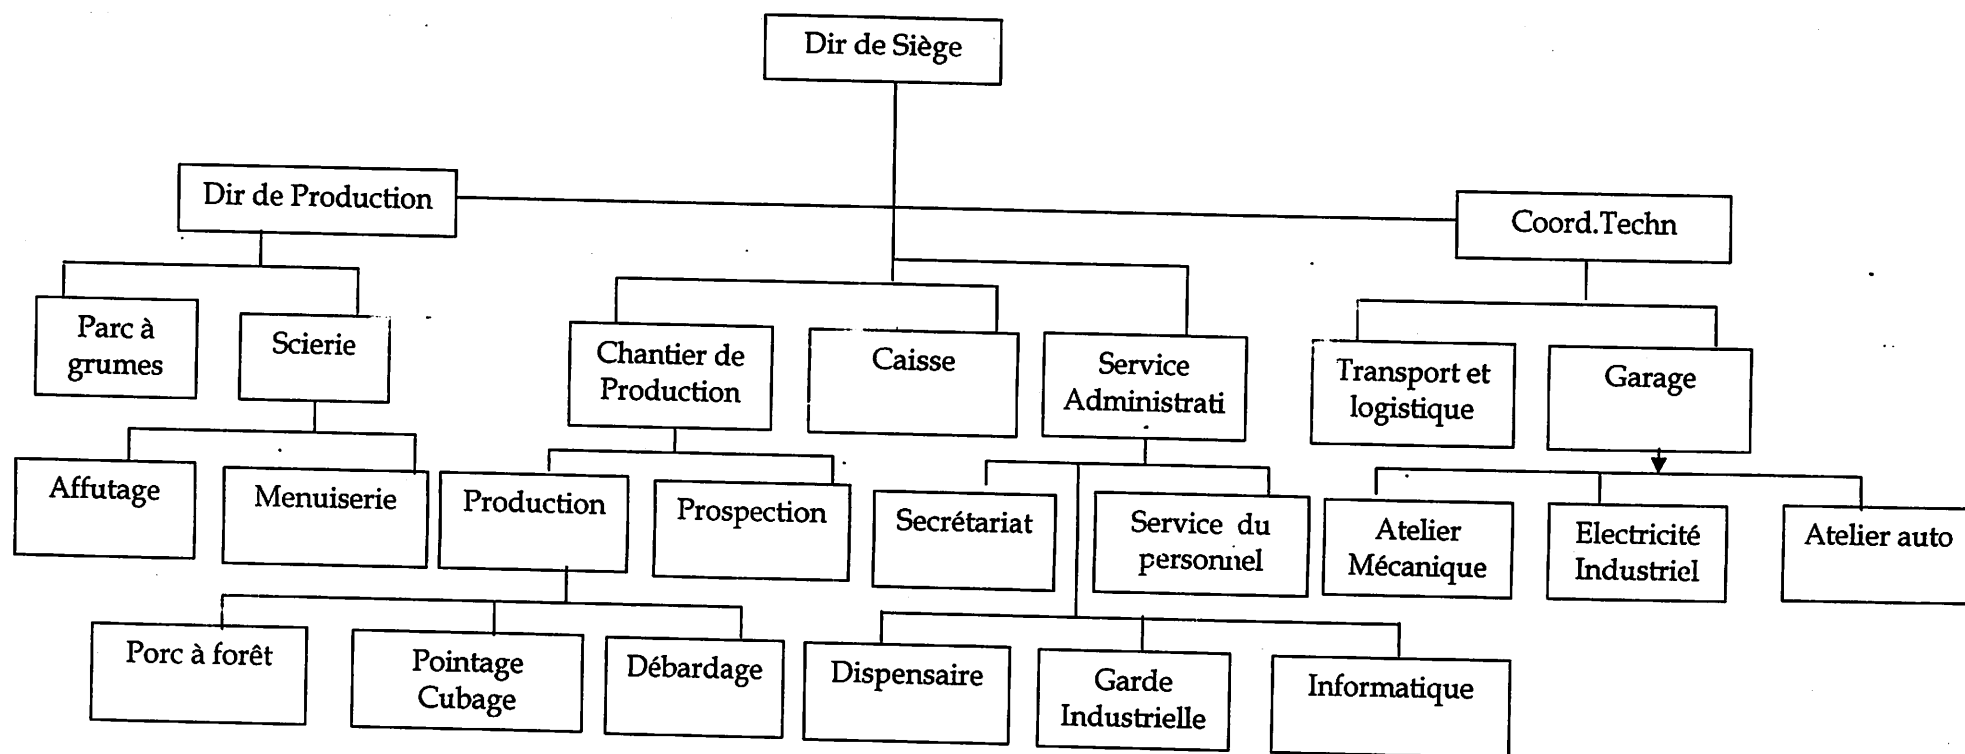 Dir de Siège
Dir de Production
Coord.Techn
Parc à
grumes
Scierie
Chantier de
Production
Caisse
Service
Administrati
Transport et
logistique
Garage
Affutage
Menuiserie
Production
Prospection
Secrétariat
Service du
personnel
Atelier
Mécanique
Electricité
Industriel
Atelier auto
Porc à forêt
Pointage
Cubage
Débardage
Dispensaire
Garde
Industrielle
Informatique